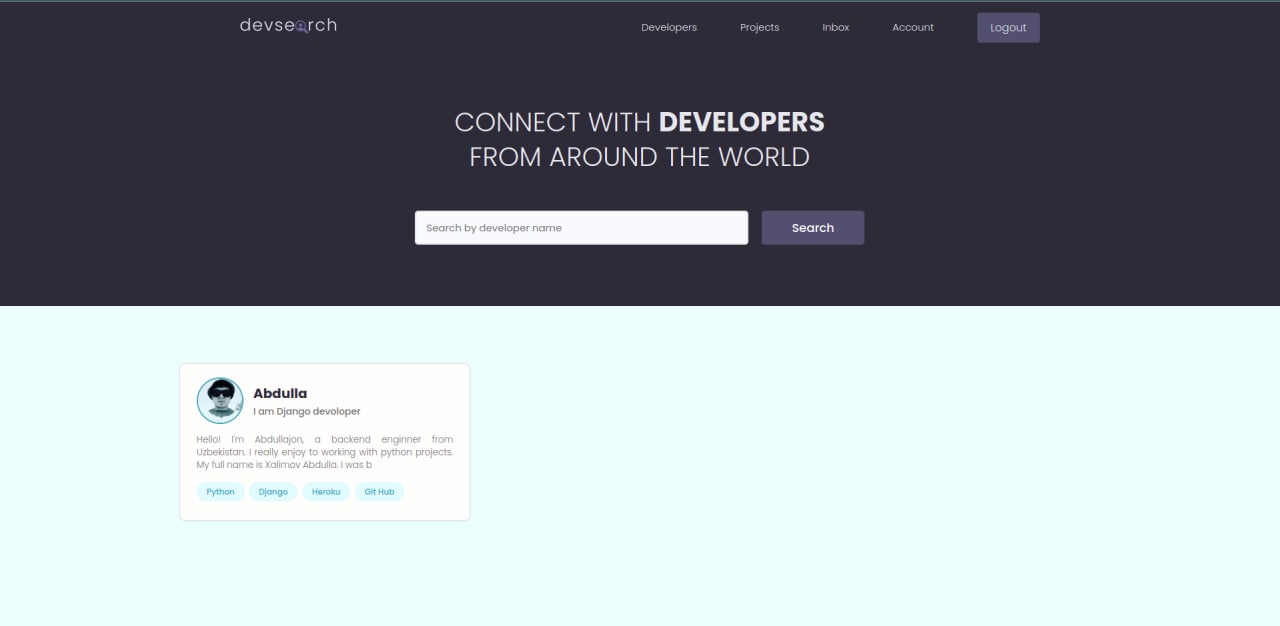 devsearch
Developers Projects Inbox Account Logout
CONNECT WITH DEVELOPERS
FROM AROUND THE WORLD
Search by developer name Search
Abdulla
I am Django devoloper
Hello! I'm Abdullajon, a backend enginner from
Uzbekistan. I really enjoy to working with python projects.
My full name is Xalimov Abdulla. I was b
Python Django Heroku Git Hub